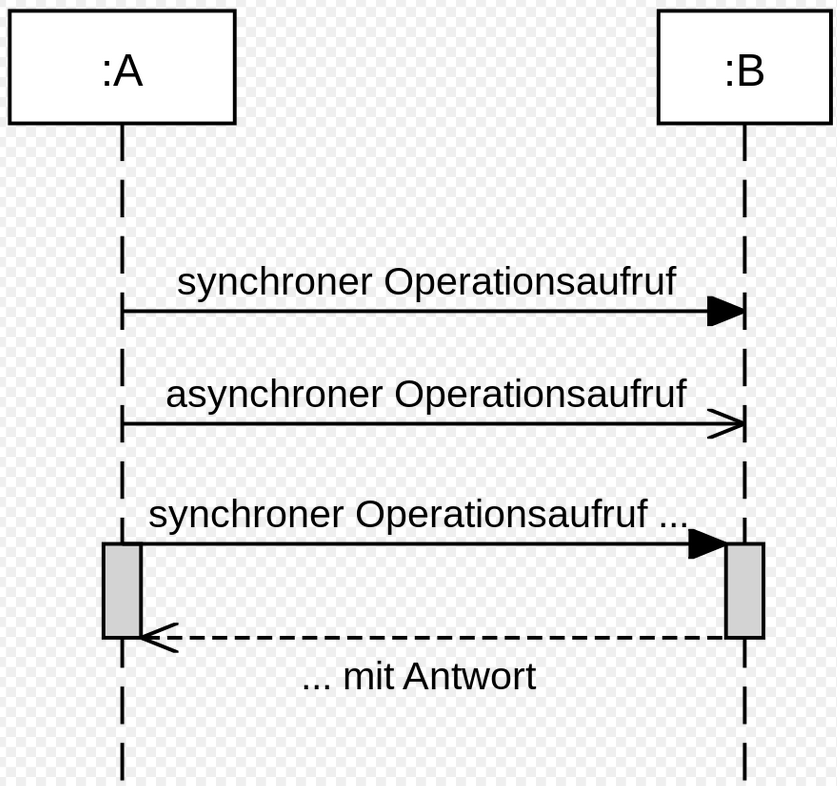 :A
:B
synchroner Operationsaufruf
asynchroner Operationsaufruf
synchroner Operationsaufruf ...
... mit Antwort